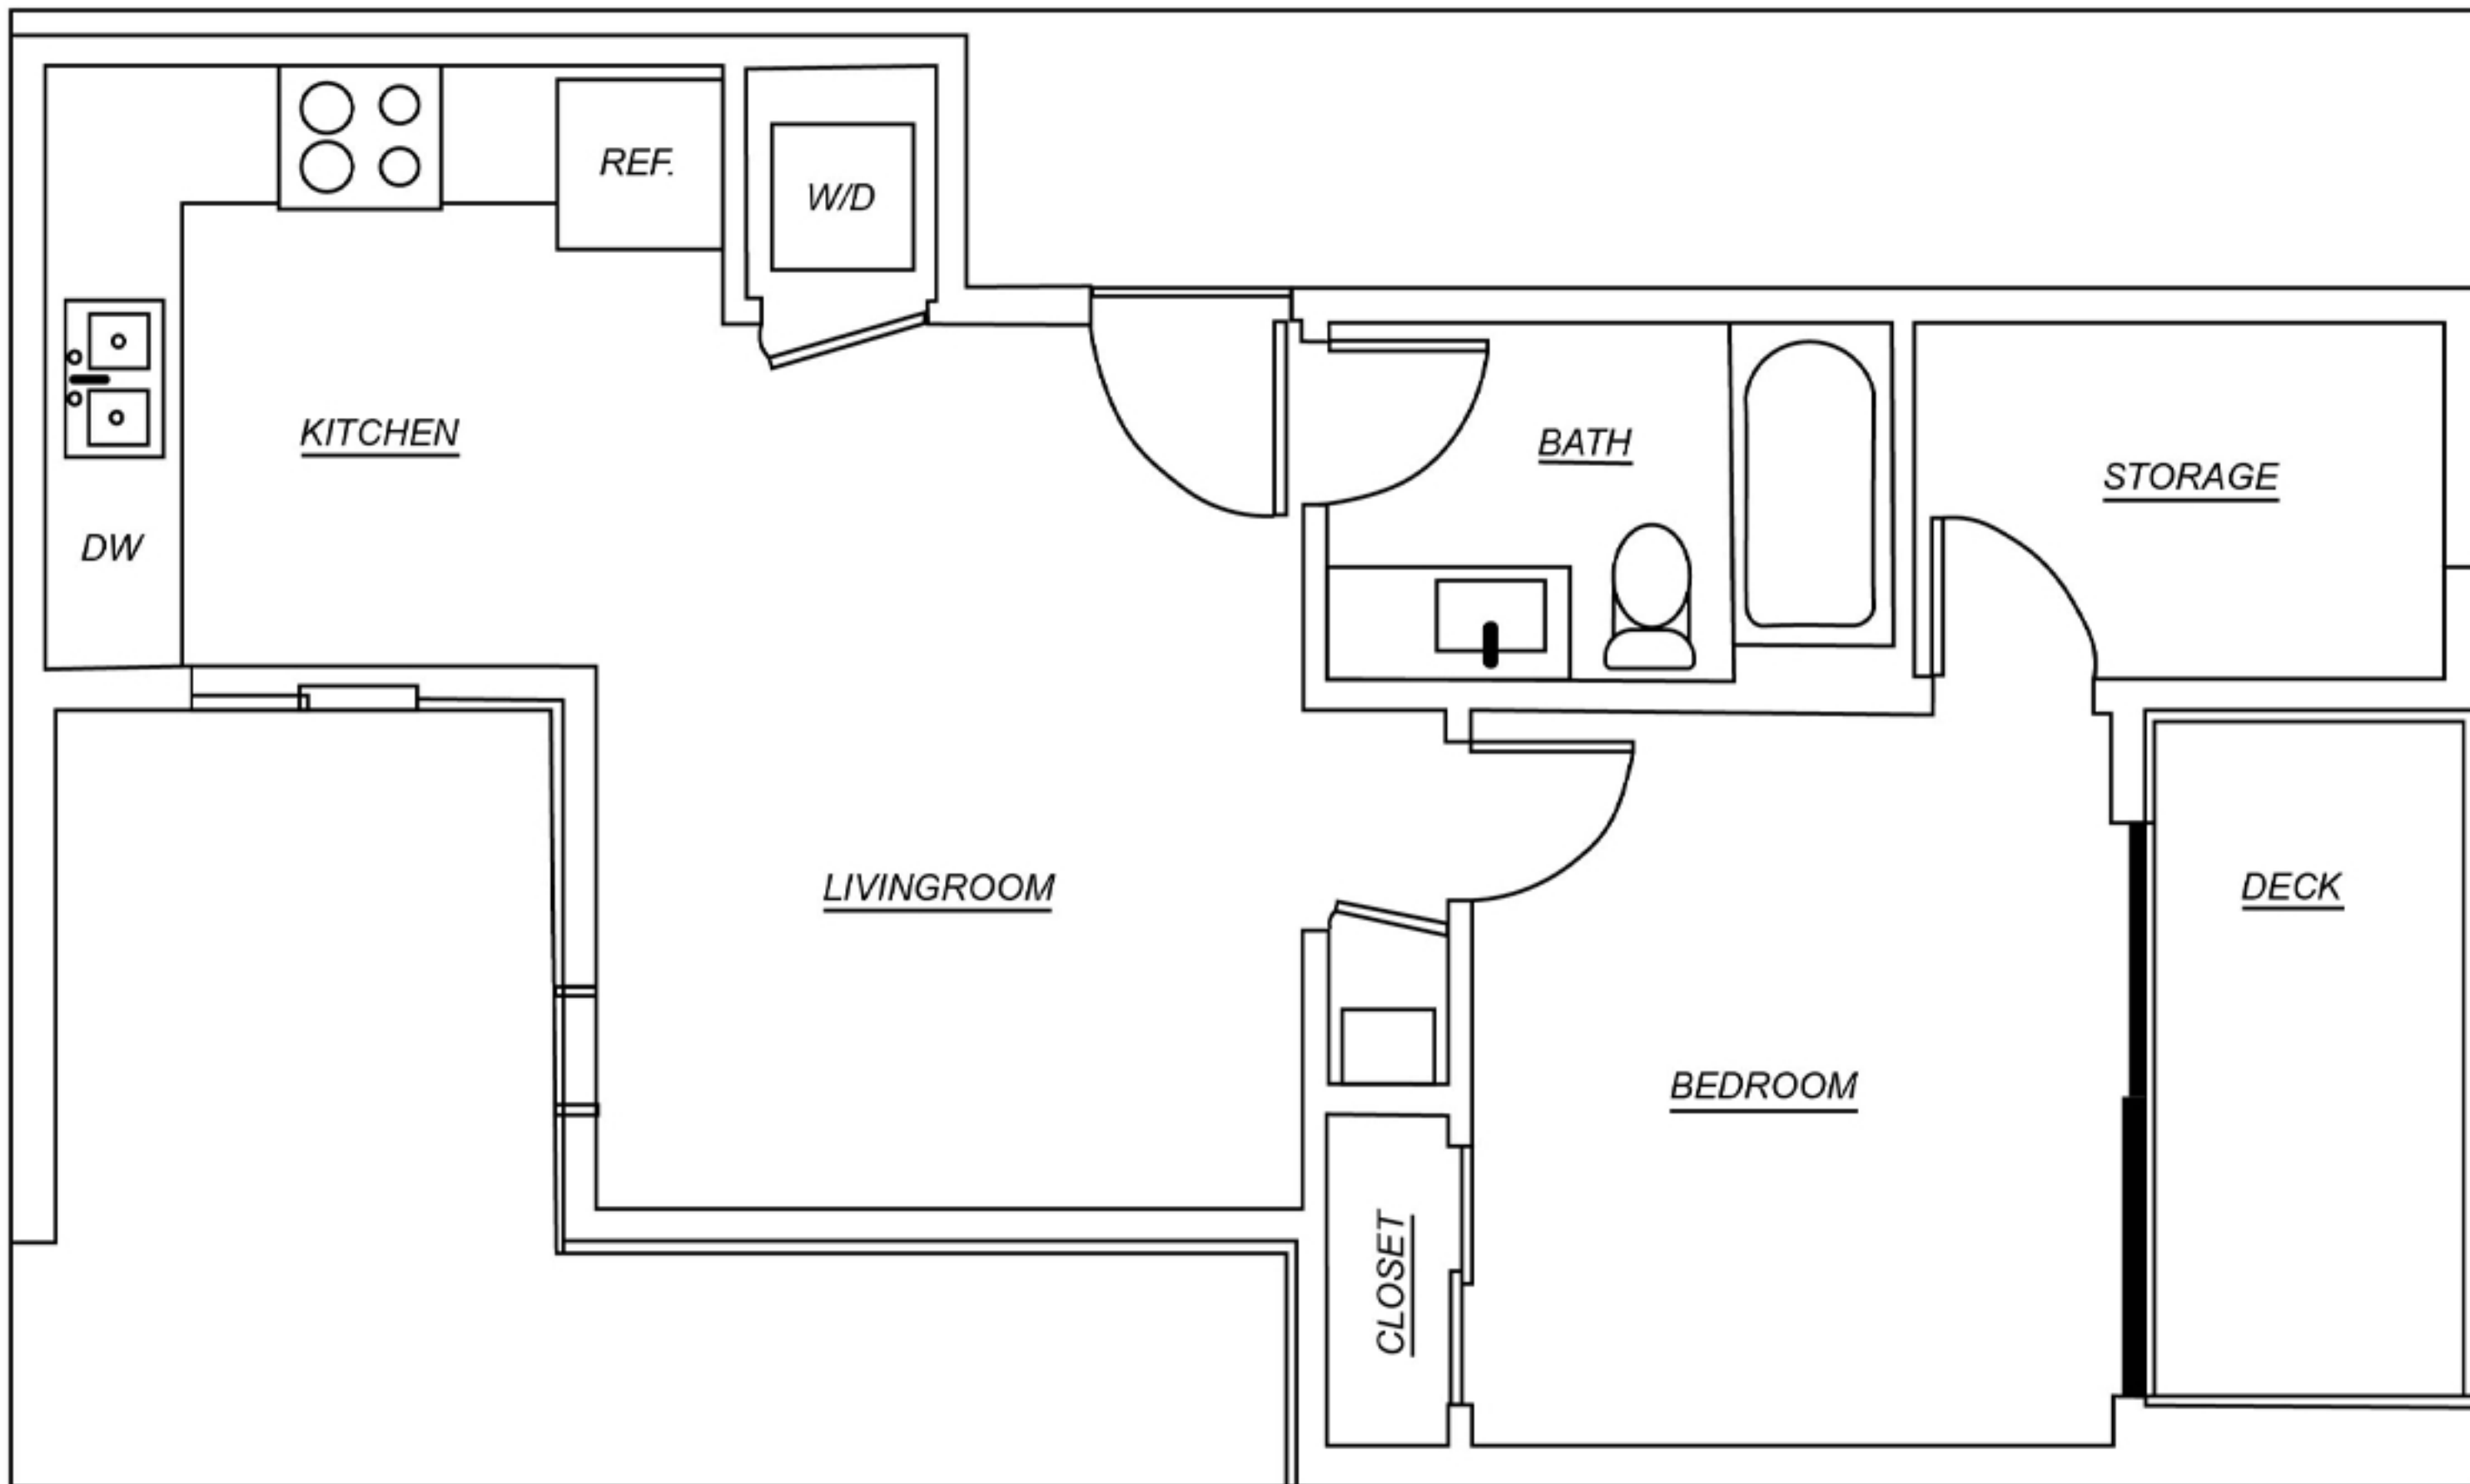 REF.
W/D
KITCHEN
BATH
STORAGE
DW
LIVINGROOM
DECK
BEDROOM
CLOSET